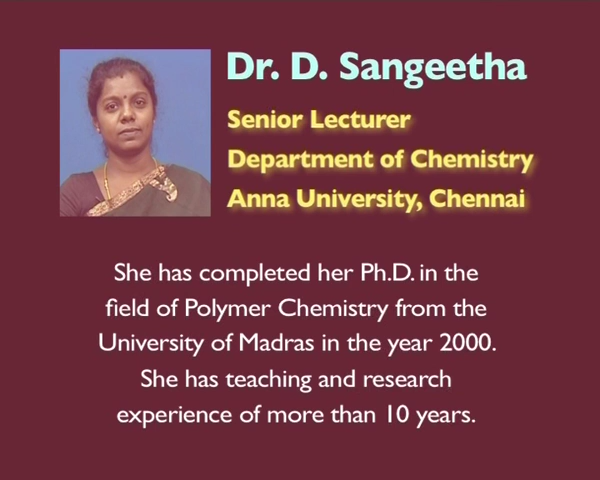 Dr. D. Sangeetha
Senior Lecturer
Department of Chemistry
Anna University, Chennai
She has completed her Ph.D. in the
field of Polymer Chemistry from the
University of Madras in the year 2000.
She has teaching and research
experience of more than 10 years.